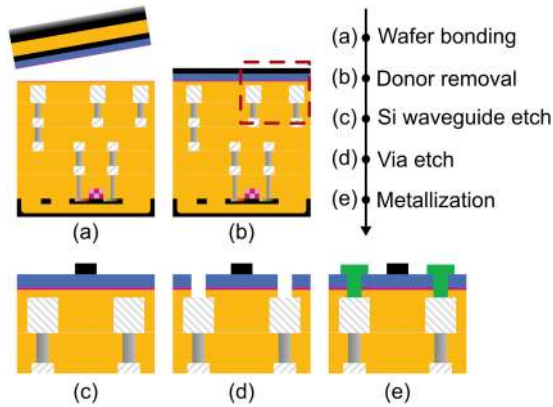 (a) Wafer bonding
(b) Donor removal
(c) Si waveguide etch
(d) Via etch
(e) Metallization
(a)
(b)
(c)
(d)
(e)